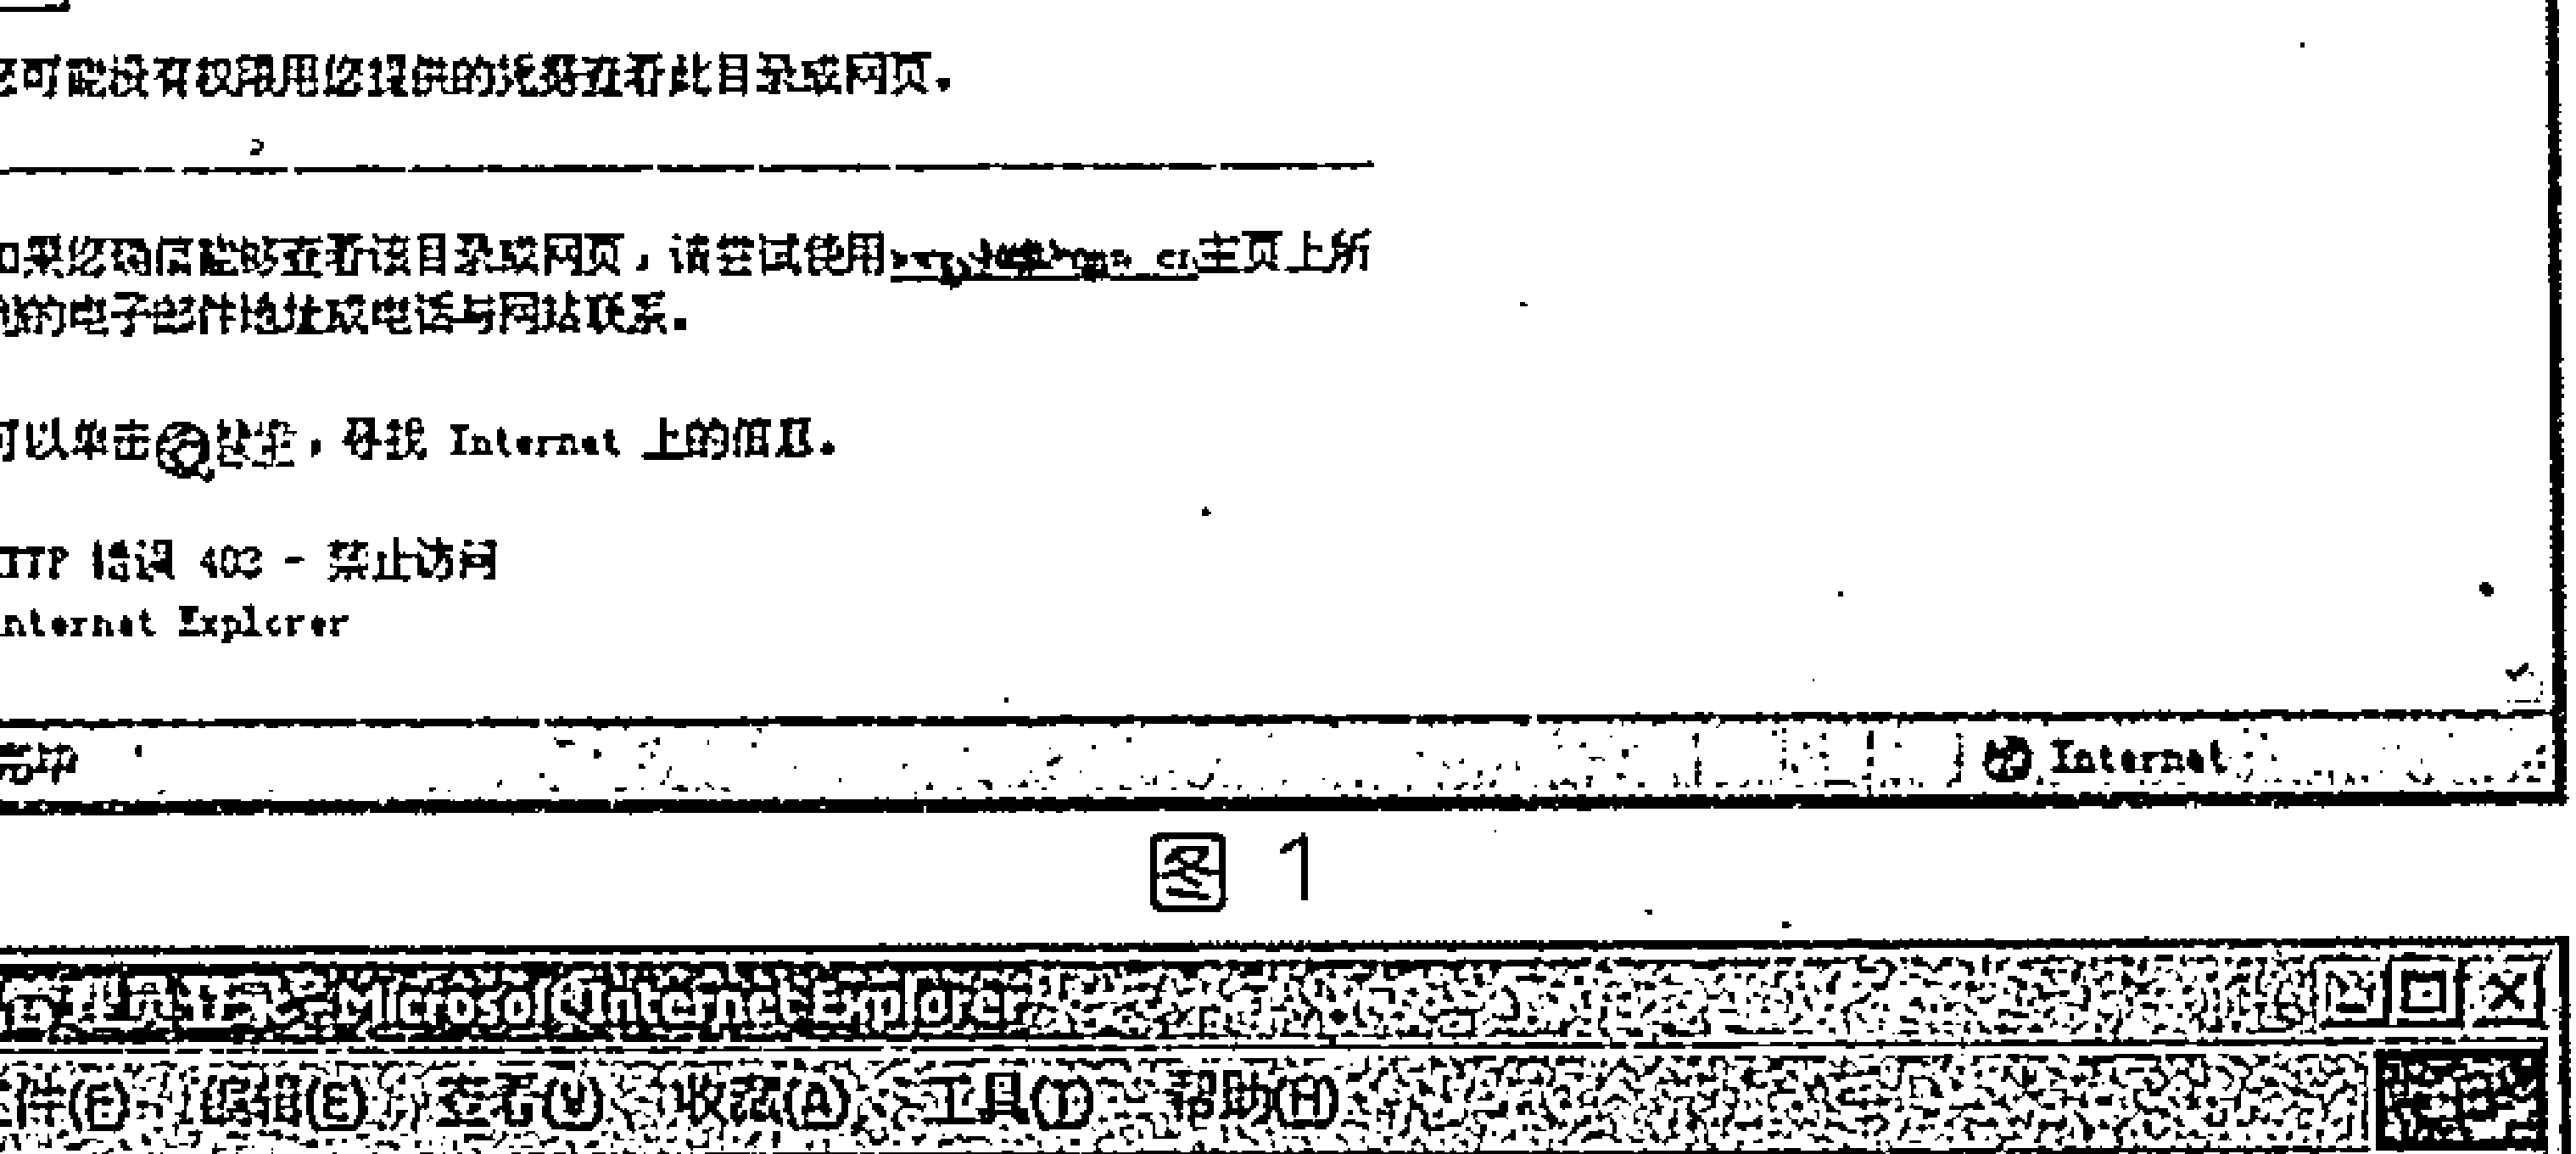 您可能没有权限用您提供的凭据查看此目录或网页。
如果您确信能够查看该目录或网页,请尝试使用 主页上所
列的电子邮件地址或电话与网站联系。
可以单击搜索,寻找 Internet 上的信息。
HTTP 错误 403 - 禁止访问
Internet Explorer
完毕
Internet
图 1
Microsoft Internet Explorer
文件(F) 编辑(E) 查看(V) 收藏(A) 工具(T) 帮助(H)